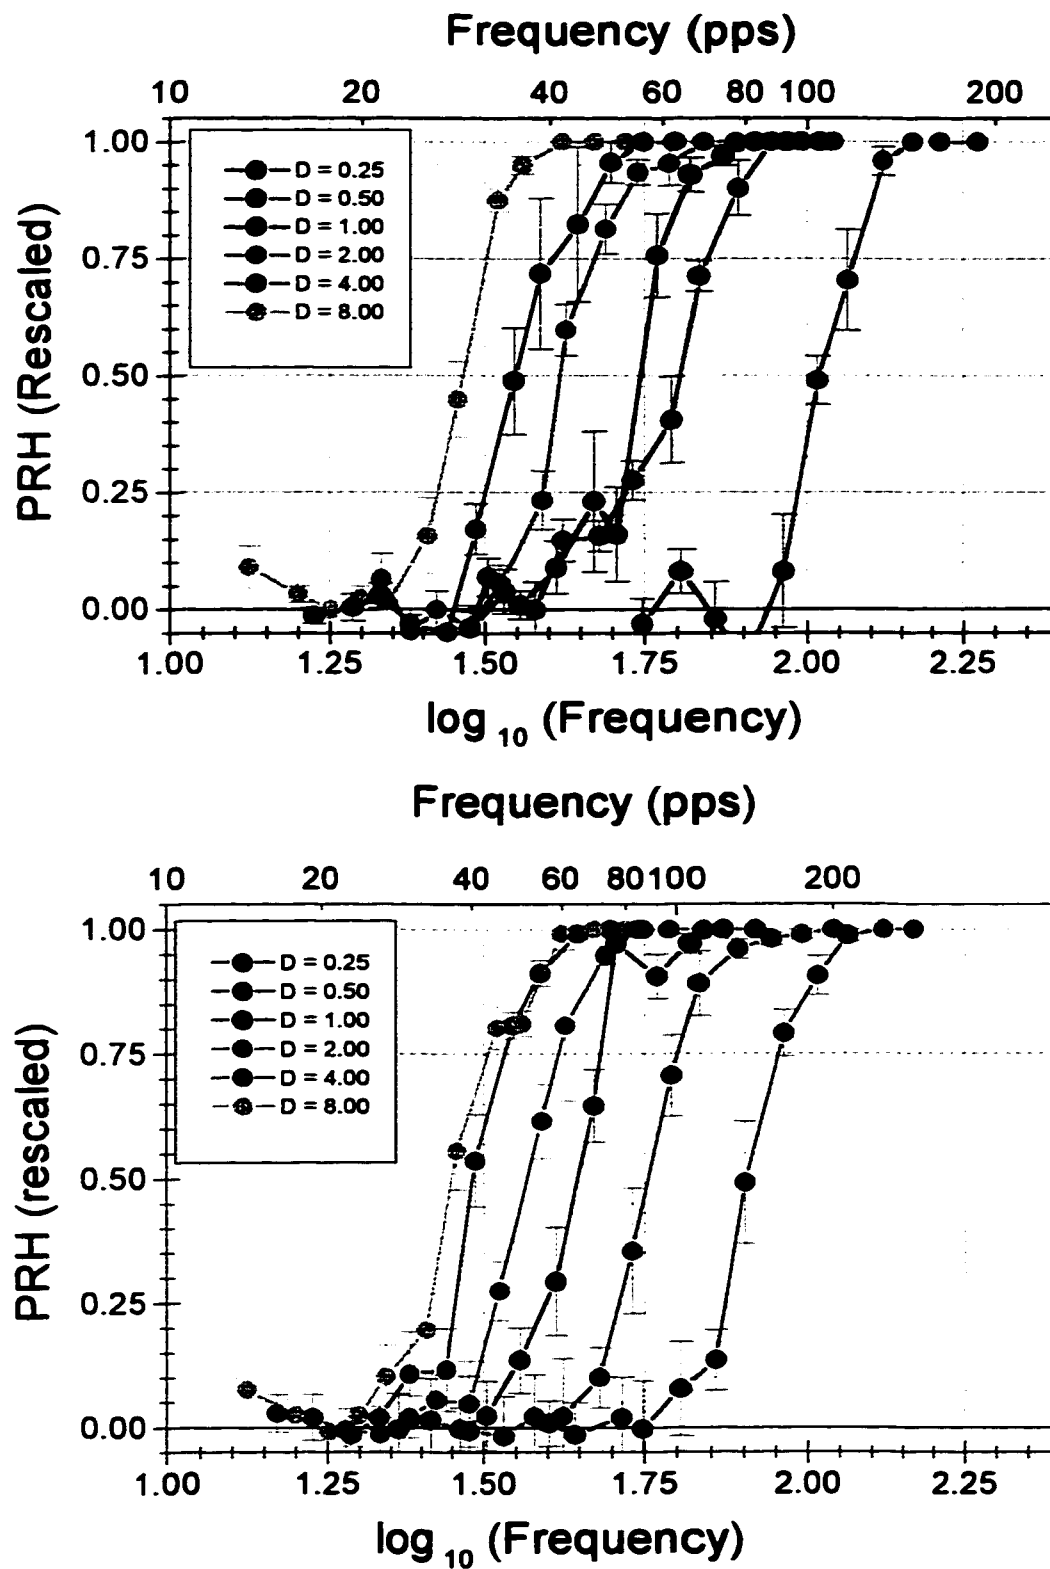 Frequency (pps)
10 20 40 60 80 100 200
1.00
D = 0.25
D = 0.50
D = 1.00
D = 2.00
D = 4.00
D = 8.00
0.75
0.50
0.25
0.00
PRH (Rescaled)
1.00 1.25 1.50 1.75 2.00 2.25
log 10 (Frequency)
Frequency (pps)
10 20 40 60 80 100 200
1.00
D = 0.25
D = 0.50
D = 1.00
D = 2.00
D = 4.00
D = 8.00
0.75
0.50
0.25
0.00
PRH (rescaled)
1.00 1.25 1.50 1.75 2.00 2.25
log 10 (Frequency)